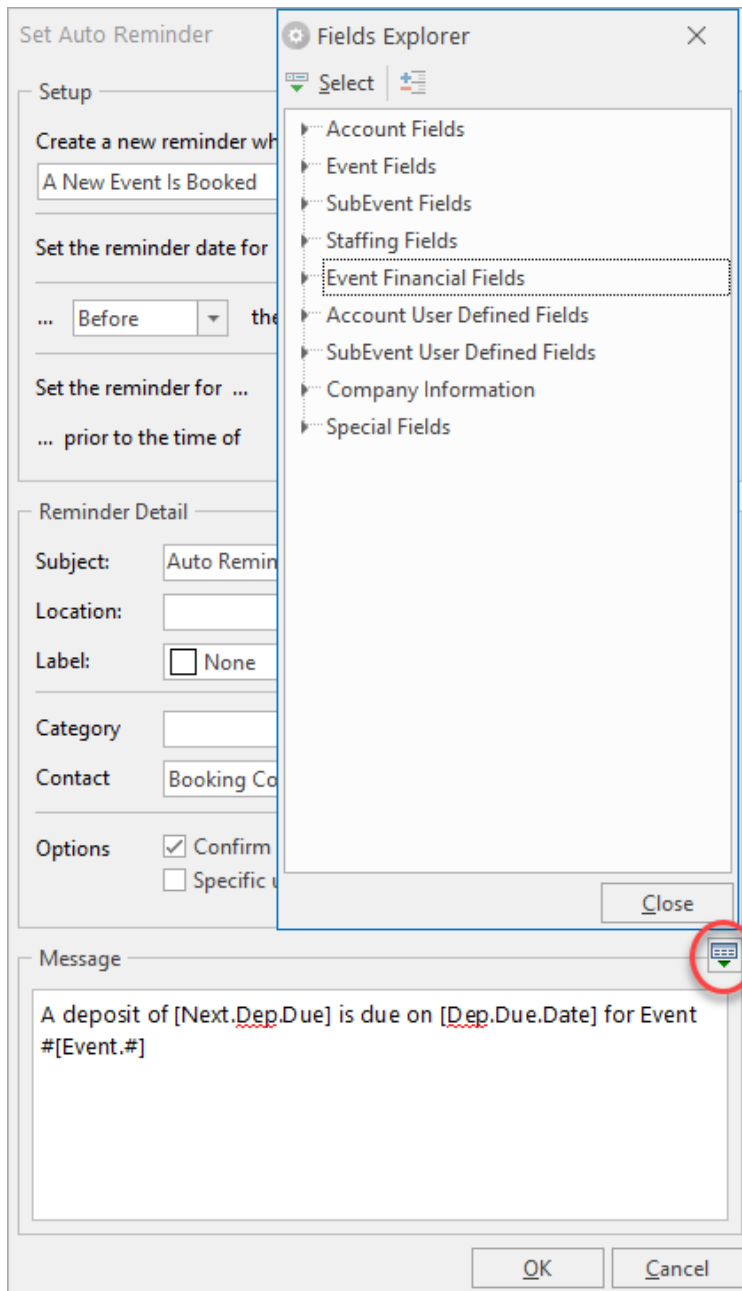 Set Auto Reminder
Setup
Create a new reminder wh
A New Event Is Booked
Set the reminder date for
... Before the
Set the reminder for ...
... prior to the time of
Reminder Detail
Subject: Auto Remin
Location:
Label: None
Category
Contact Booking Co
Options Confirm
Specific u
Fields Explorer
Select
Account Fields
Event Fields
SubEvent Fields
Staffing Fields
Event Financial Fields
Account User Defined Fields
SubEvent User Defined Fields
Company Information
Special Fields
Close
Message
A deposit of [Next.Dep.Due] is due on [Dep.Due.Date] for Event
#[Event.#]
OK Cancel